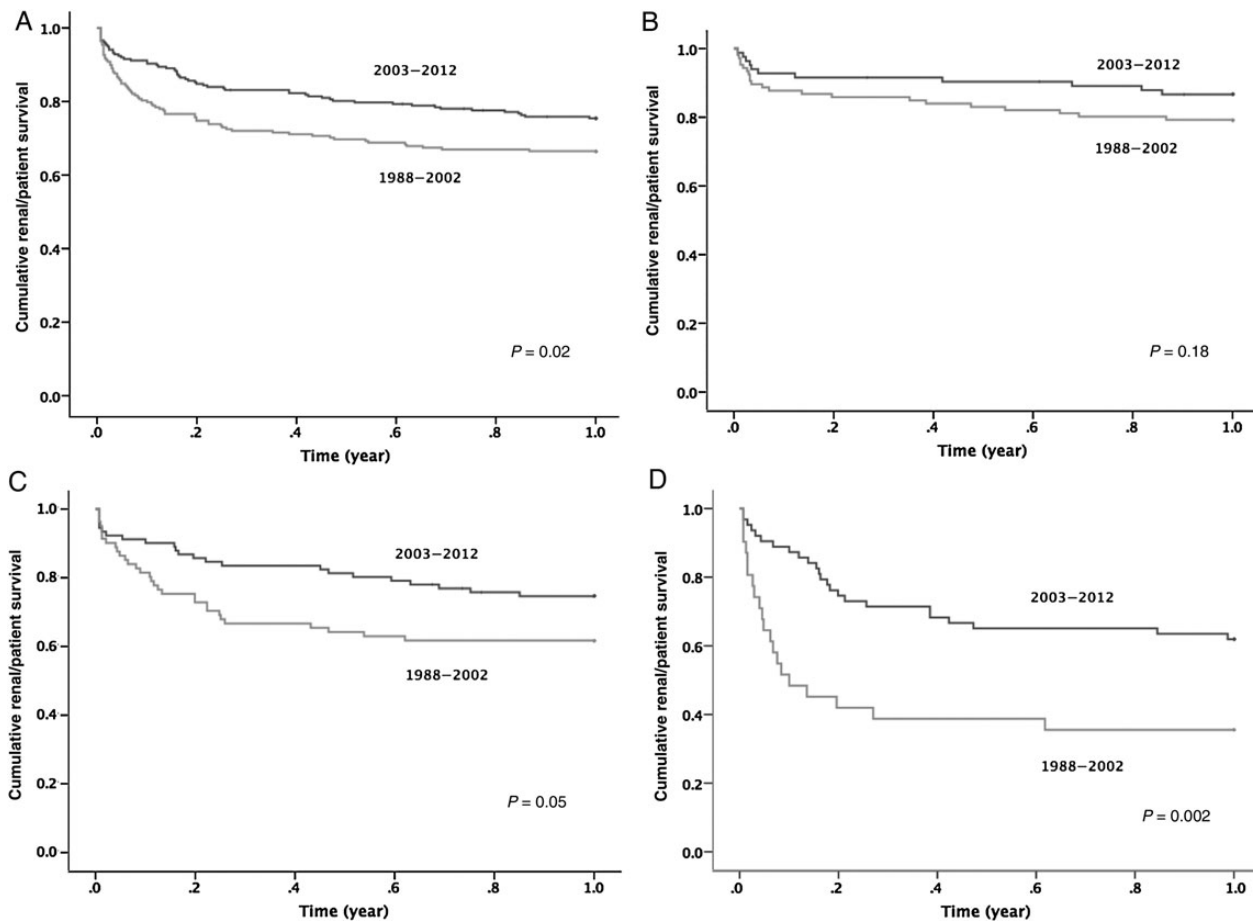 A
Cumulative renal/patient survival
1.0
0.8
0.6
0.4
0.2
0.0
2003–2012
1988–2002
P = 0.02
.0 .2 .4 .6 .8 1.0
Time (year)
B
Cumulative renal/patient survival
1.0
0.8
0.6
0.4
0.2
0.0
2003–2012
1988–2002
P = 0.18
.0 .2 .4 .6 .8 1.0
Time (year)
C
Cumulative renal/patient survival
1.0
0.8
0.6
0.4
0.2
0.0
2003–2012
1988–2002
P = 0.05
.0 .2 .4 .6 .8 1.0
Time (year)
D
Cumulative renal/patient survival
1.0
0.8
0.6
0.4
0.2
0.0
2003–2012
1988–2002
P = 0.002
.0 .2 .4 .6 .8 1.0
Time (year)